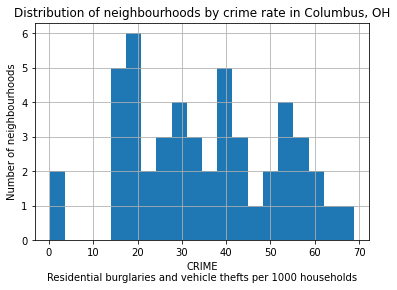 Distribution of neighbourhoods by crime rate in Columbus, OH
6
5
4
3
2
1
0
Number of neighbourhoods
0 10 20 30 40 50 60 70
CRIME
Residential burglaries and vehicle thefts per 1000 households